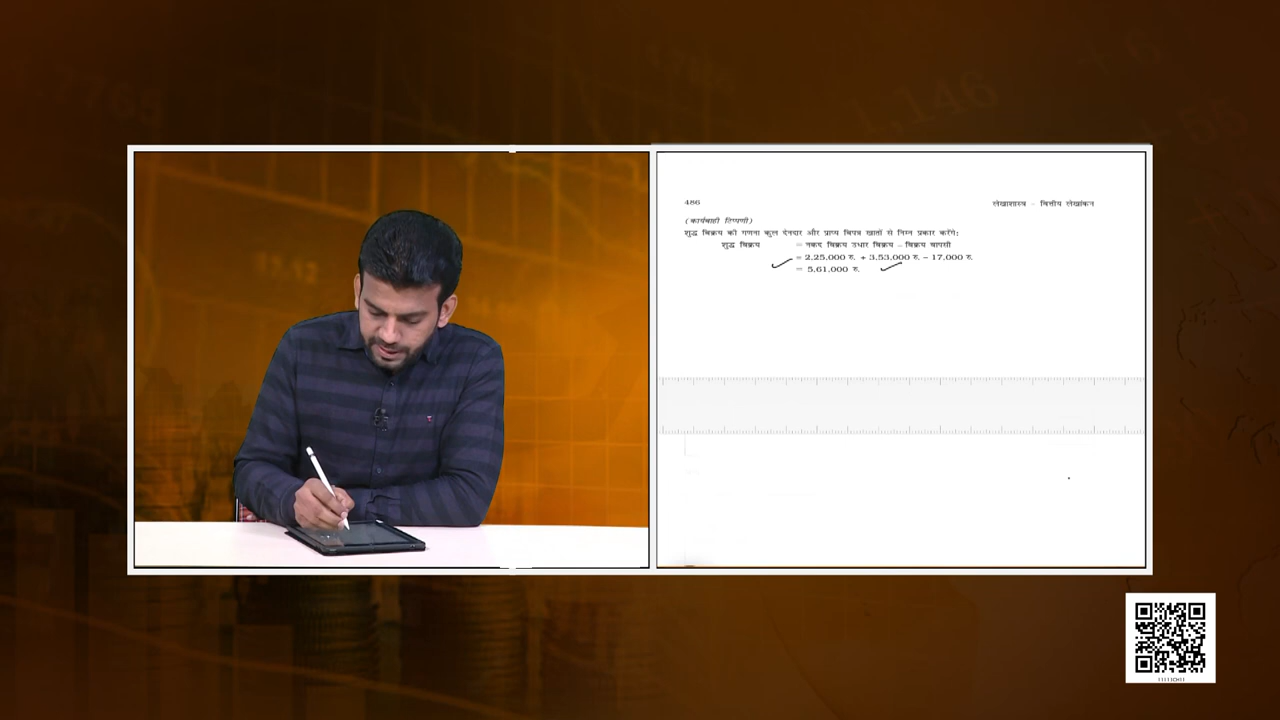 486
लेखाशास्त्र – वित्तीय लेखांकन
(कार्यवाही टिप्पणी)
शुद्ध विक्रय की गणना कुल देनदार और प्राप्य विपत्र खातों से निम्न प्रकार करेंगे:
शुद्ध विक्रय = नकद विक्रय उधार विक्रय – विक्रय वापसी
= 2,25,000 रु. + 3,53,000 रु. – 17,000 रु.
= 5,61,000 रु.